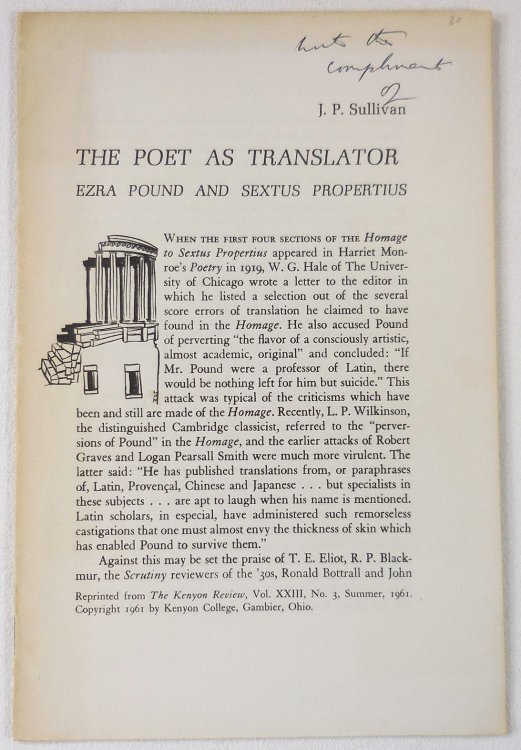 with the
compliments
of
J. P. Sullivan
THE POET AS TRANSLATOR
EZRA POUND AND SEXTUS PROPERTIUS
WHEN THE FIRST FOUR SECTIONS OF THE Homage
to Sextus Propertius appeared in Harriet Mon-
roe's Poetry in 1919, W. G. Hale of The Univer-
sity of Chicago wrote a letter to the editor in
which he listed a selection out of the several
score errors of translation he claimed to have
found in the Homage. He also accused Pound
of perverting "the flavor of a consciously artistic,
almost academic, original" and concluded: "If
Mr. Pound were a professor of Latin, there
would be nothing left for him but suicide." This
attack was typical of the criticisms which have
been and still are made of the Homage. Recently, L. P. Wilkinson,
the distinguished Cambridge classicist, referred to the "perver-
sions of Pound" in the Homage, and the earlier attacks of Robert
Graves and Logan Pearsall Smith were much more virulent. The
latter said: "He has published translations from, or paraphrases
of, Latin, Provençal, Chinese and Japanese . . . but specialists in
these subjects . . . are apt to laugh when his name is mentioned.
Latin scholars, in especial, have administered such remorseless
castigations that one must almost envy the thickness of skin which
has enabled Pound to survive them."
Against this may be set the praise of T. E. Eliot, R. P. Black-
mur, the Scrutiny reviewers of the '30s, Ronald Bottrall and John
Reprinted from The Kenyon Review, Vol. XXIII, No. 3, Summer, 1961.
Copyright 1961 by Kenyon College, Gambier, Ohio.